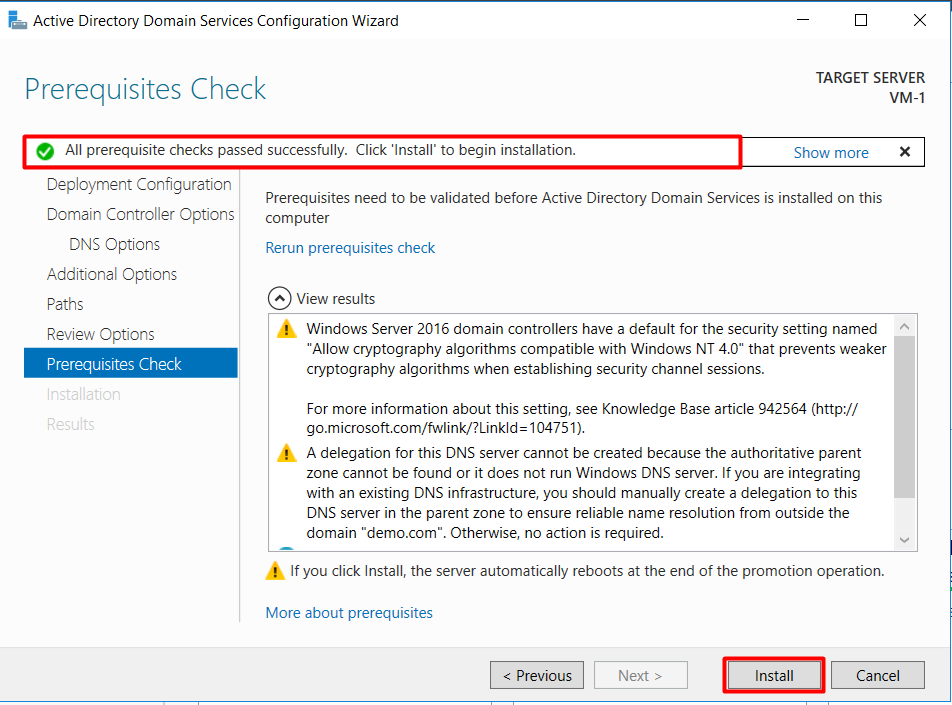 Active Directory Domain Services Configuration Wizard
Prerequisites Check
TARGET SERVER
VM-1
All prerequisite checks passed successfully.  Click 'Install' to begin installation.
Show more
Deployment Configuration
Domain Controller Options
DNS Options
Additional Options
Paths
Review Options
Prerequisites Check
Installation
Results
Prerequisites need to be validated before Active Directory Domain Services is installed on this
computer
Rerun prerequisites check
View results
Windows Server 2016 domain controllers have a default for the security setting named
"Allow cryptography algorithms compatible with Windows NT 4.0" that prevents weaker
cryptography algorithms when establishing security channel sessions.
For more information about this setting, see Knowledge Base article 942564 (http://
go.microsoft.com/fwlink/?LinkId=104751).
A delegation for this DNS server cannot be created because the authoritative parent
zone cannot be found or it does not run Windows DNS server. If you are integrating
with an existing DNS infrastructure, you should manually create a delegation to this
DNS server in the parent zone to ensure reliable name resolution from outside the
domain "demo.com". Otherwise, no action is required.
If you click Install, the server automatically reboots at the end of the promotion operation.
More about prerequisites
< Previous
Next >
Install
Cancel